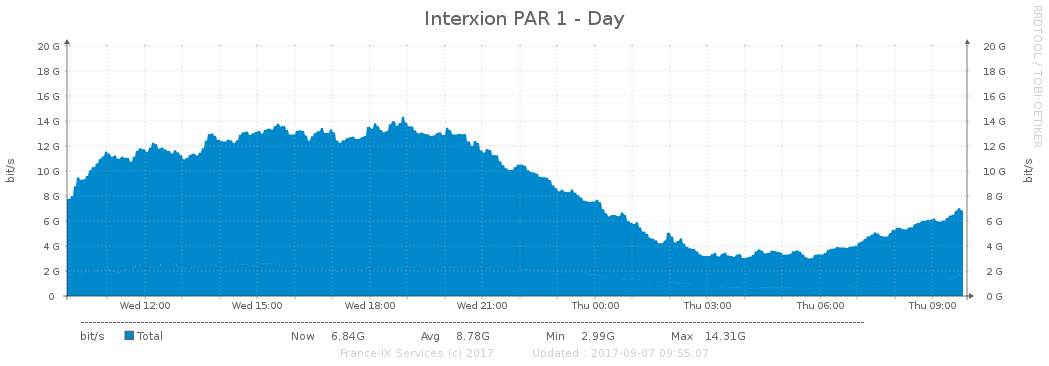 Interxion PAR 1 - Day
RRDTOOL / TOBI OETIKER
20 G 20 G
18 G 18 G
16 G 16 G
14 G 14 G
12 G 12 G
10 G 10 G
8 G 8 G
6 G 6 G
4 G 4 G
2 G 2 G
0 0 G
bit/s
bit/s
Wed 12:00 Wed 15:00 Wed 18:00 Wed 21:00 Thu 00:00 Thu 03:00 Thu 06:00 Thu 09:00
bit/s Total Now 6.84G Avg 8.78G Min 2.99G Max 14.31G
France-IX Services (c) 2017 Updated : 2017-09-07 09:55:07